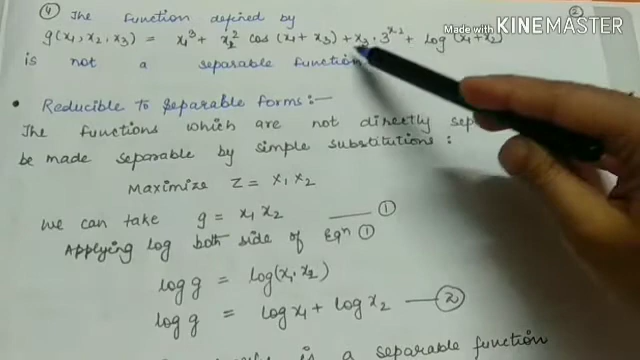 ④ The function defined by
g(x₁, x₂, x₃) = x₁³ + x₂² cos (x₁ + x₃) + x₃ · 3^x₂ + log (x₁ + x₂)
is not a separable function.
• Reducible to Separable forms:—
The functions which are not directly
be made separable by simple substitutions:
Maximize Z = x₁ x₂
We can take g = x₁ x₂ —— ①
Applying log both side of Eqⁿ ①
log g = log(x₁. x₂)
log g = log x₁ + log x₂ —— ②
is a separable function
Made with KINEMASTER